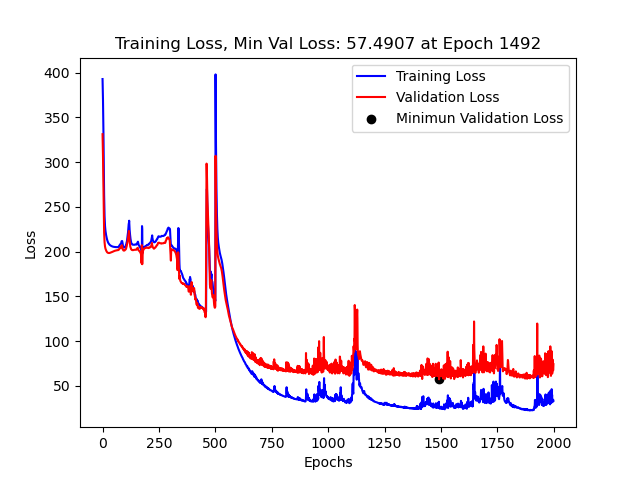 Training Loss, Min Val Loss: 57.4907 at Epoch 1492
Training Loss
Validation Loss
Minimun Validation Loss
Loss
400
350
300
250
200
150
100
50
0 250 500 750 1000 1250 1500 1750 2000
Epochs